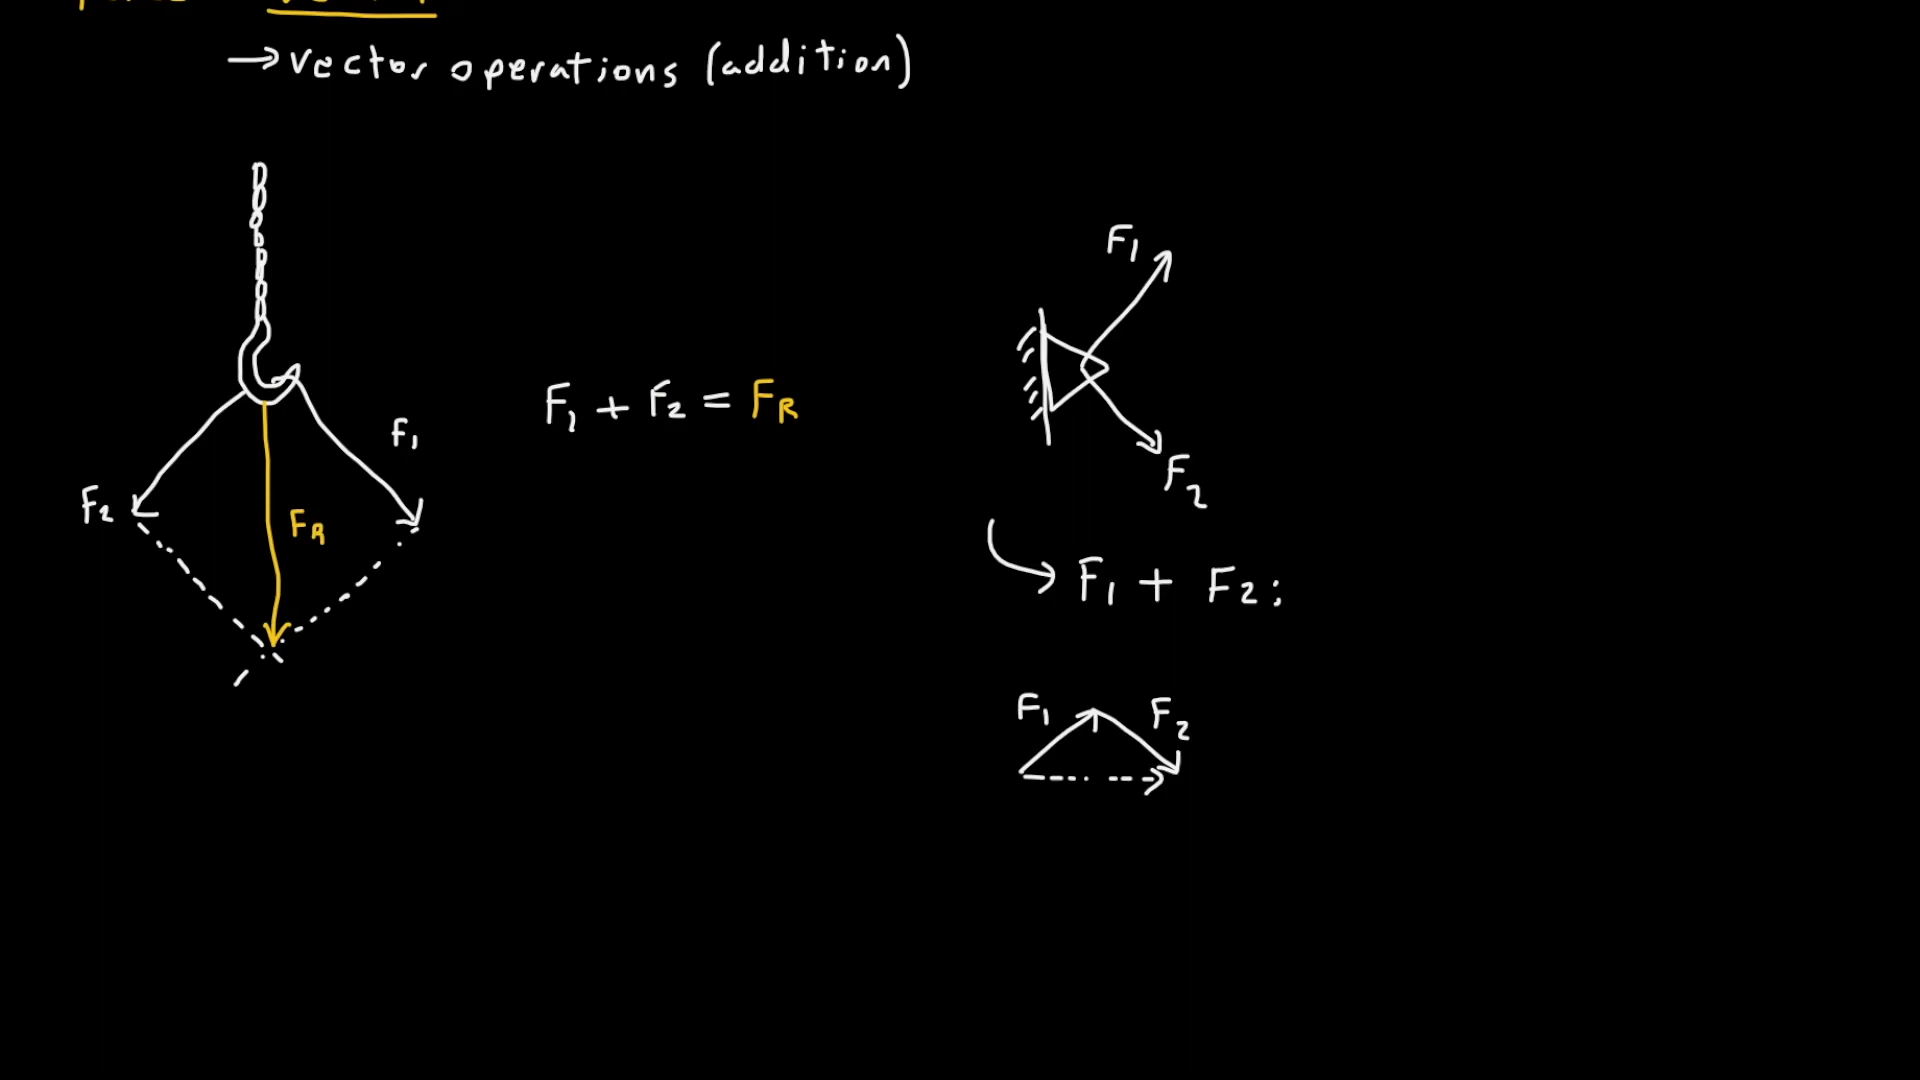 → vector operations (addition)
F₁
F₂
F_R
F₁ + F₂ = F_R
F₁
F₂
F₁ + F₂:
F₁
F₂